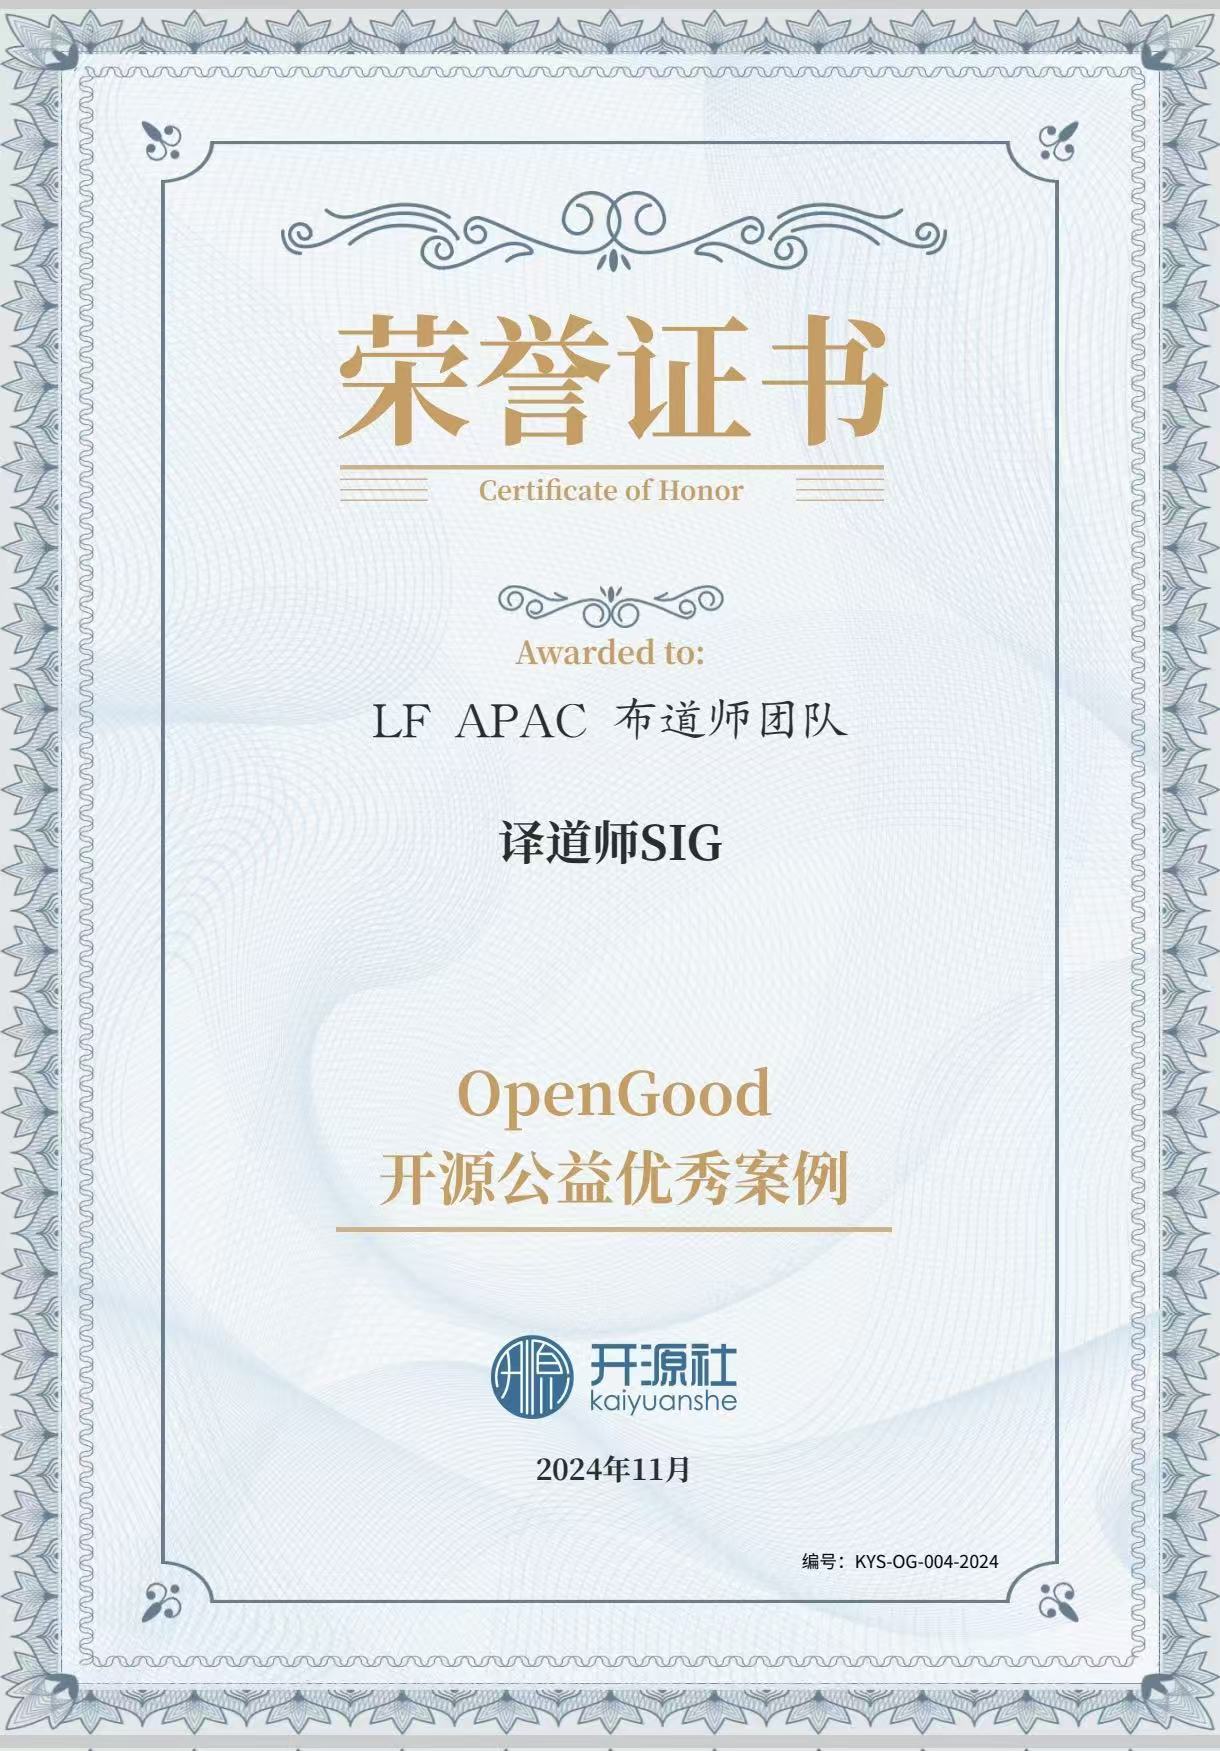 荣誉证书
Certificate of Honor
Awarded to:
LF APAC 布道师团队
译道师SIG
OpenGood
开源公益优秀案例
开源社
kaiyuanshe
2024年11月
编号：KYS-OG-004-2024